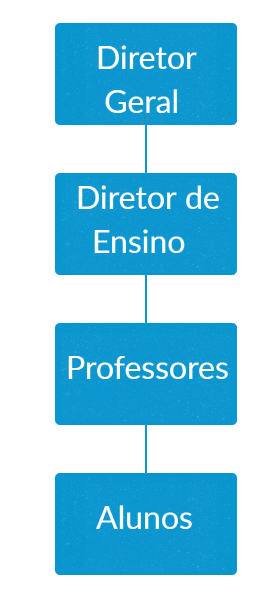 Diretor
Geral
Diretor de
Ensino
Professores
Alunos